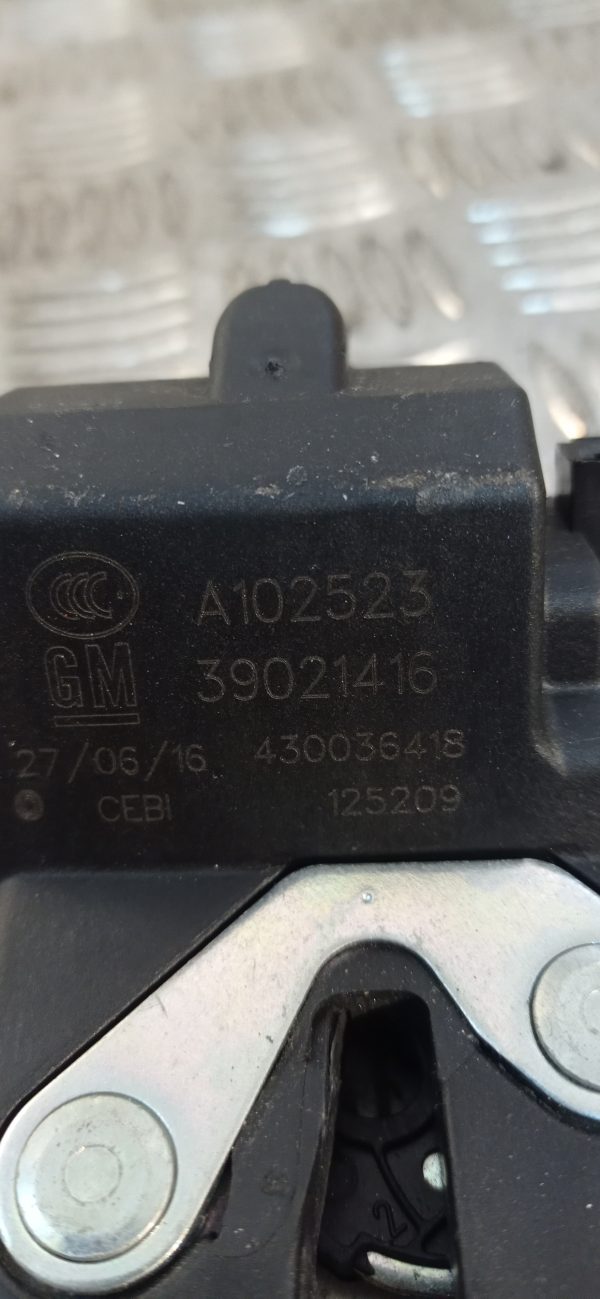 CCC A102523
GM 39021416
27/06/16 430036418
CEBI 125209
2